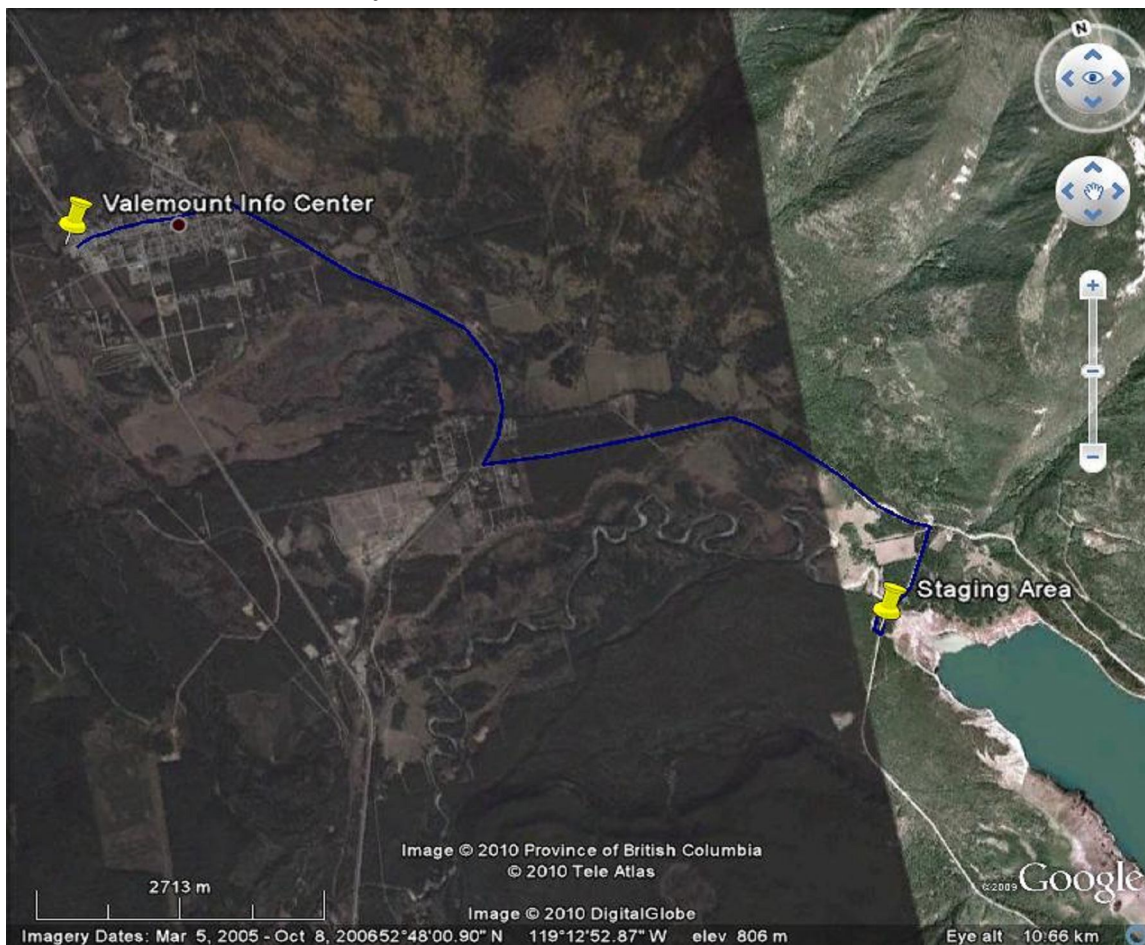 N
Valemount Info Center
Staging Area
Image © 2010 Province of British Columbia
© 2010 Tele Atlas
2713 m
©2009 Google
Image © 2010 DigitalGlobe
Imagery Dates: Mar 5, 2005 - Oct 8, 200652°48'00.90" N 119°12'52.87" W elev 806 m Eye alt 10.66 km